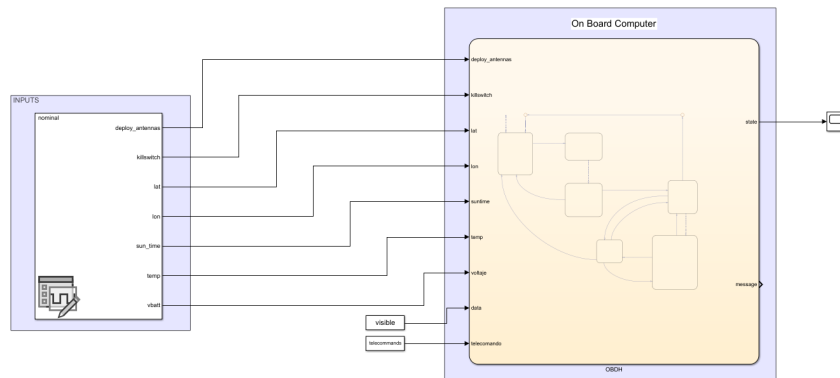 On Board Computer
INPUTS
nominal
deploy_antennas
killswitch
lat
lon
sun_time
temp
vbatt
visible
telecommands
deploy_antennas
killswitch
lat
lon
suntime
temp
voltaje
data
telecomando
state
message
OBDH